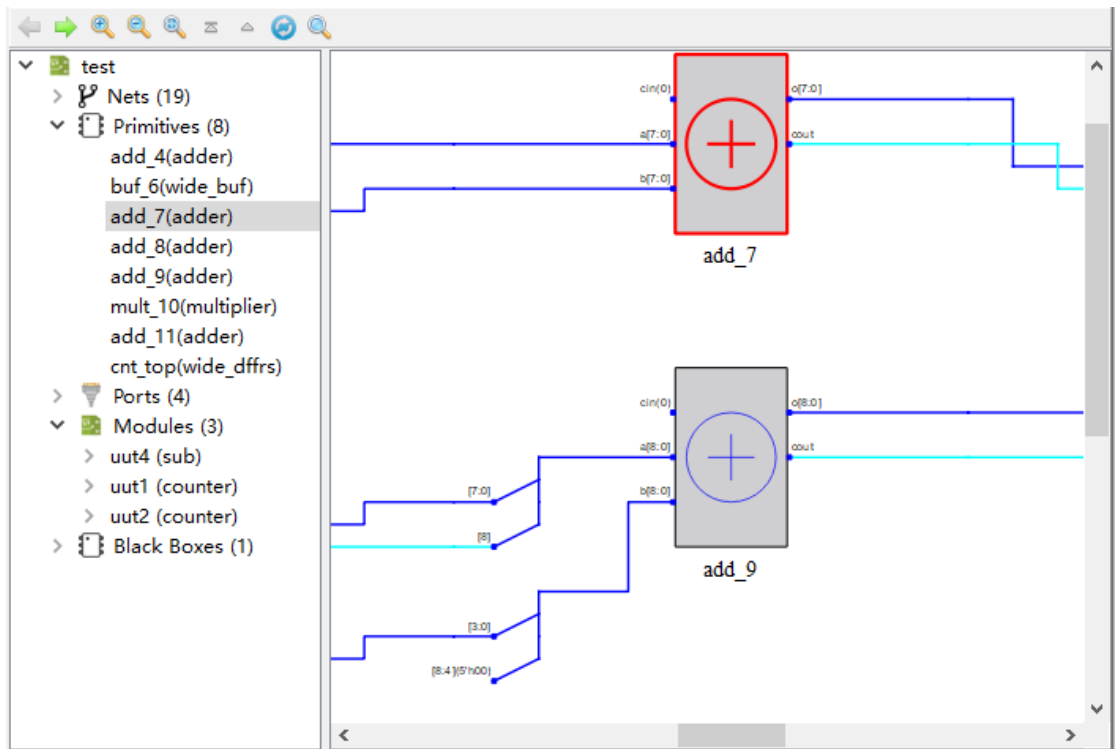 test
Nets (19)
Primitives (8)
add_4(adder)
buf_6(wide_buf)
add_7(adder)
add_8(adder)
add_9(adder)
mult_10(multiplier)
add_11(adder)
cnt_top(wide_dffrs)
Ports (4)
Modules (3)
uut4 (sub)
uut1 (counter)
uut2 (counter)
Black Boxes (1)
cin(0)
o[7:0]
a[7:0]
cout
b[7:0]
add_7
cin(0)
o[8:0]
a[8:0]
cout
b[8:0]
[7:0]
[8]
add_9
[3:0]
[8:4](5'h00)